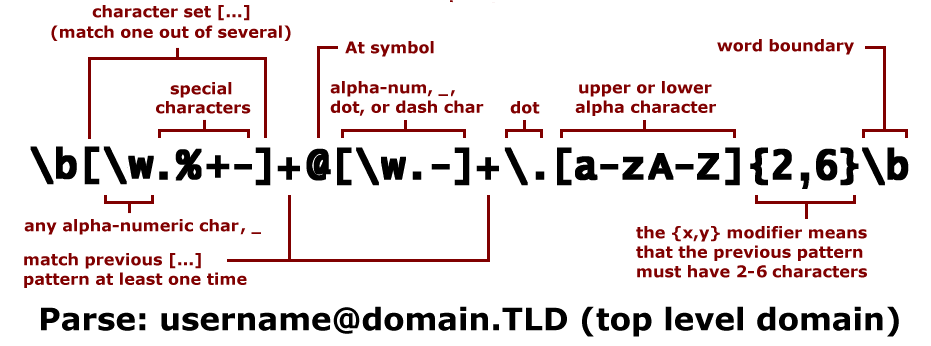 character set [...]
(match one out of several)
At symbol
word boundary
special
characters
alpha-num, _,
dot, or dash char
dot
upper or lower
alpha character
\b[\w.%+-]+@[\w.-]+\.[a-zA-Z]{2,6}\b
any alpha-numeric char, _
match previous [...]
pattern at least one time
the {x,y} modifier means
that the previous pattern
must have 2-6 characters
Parse: username@domain.TLD (top level domain)